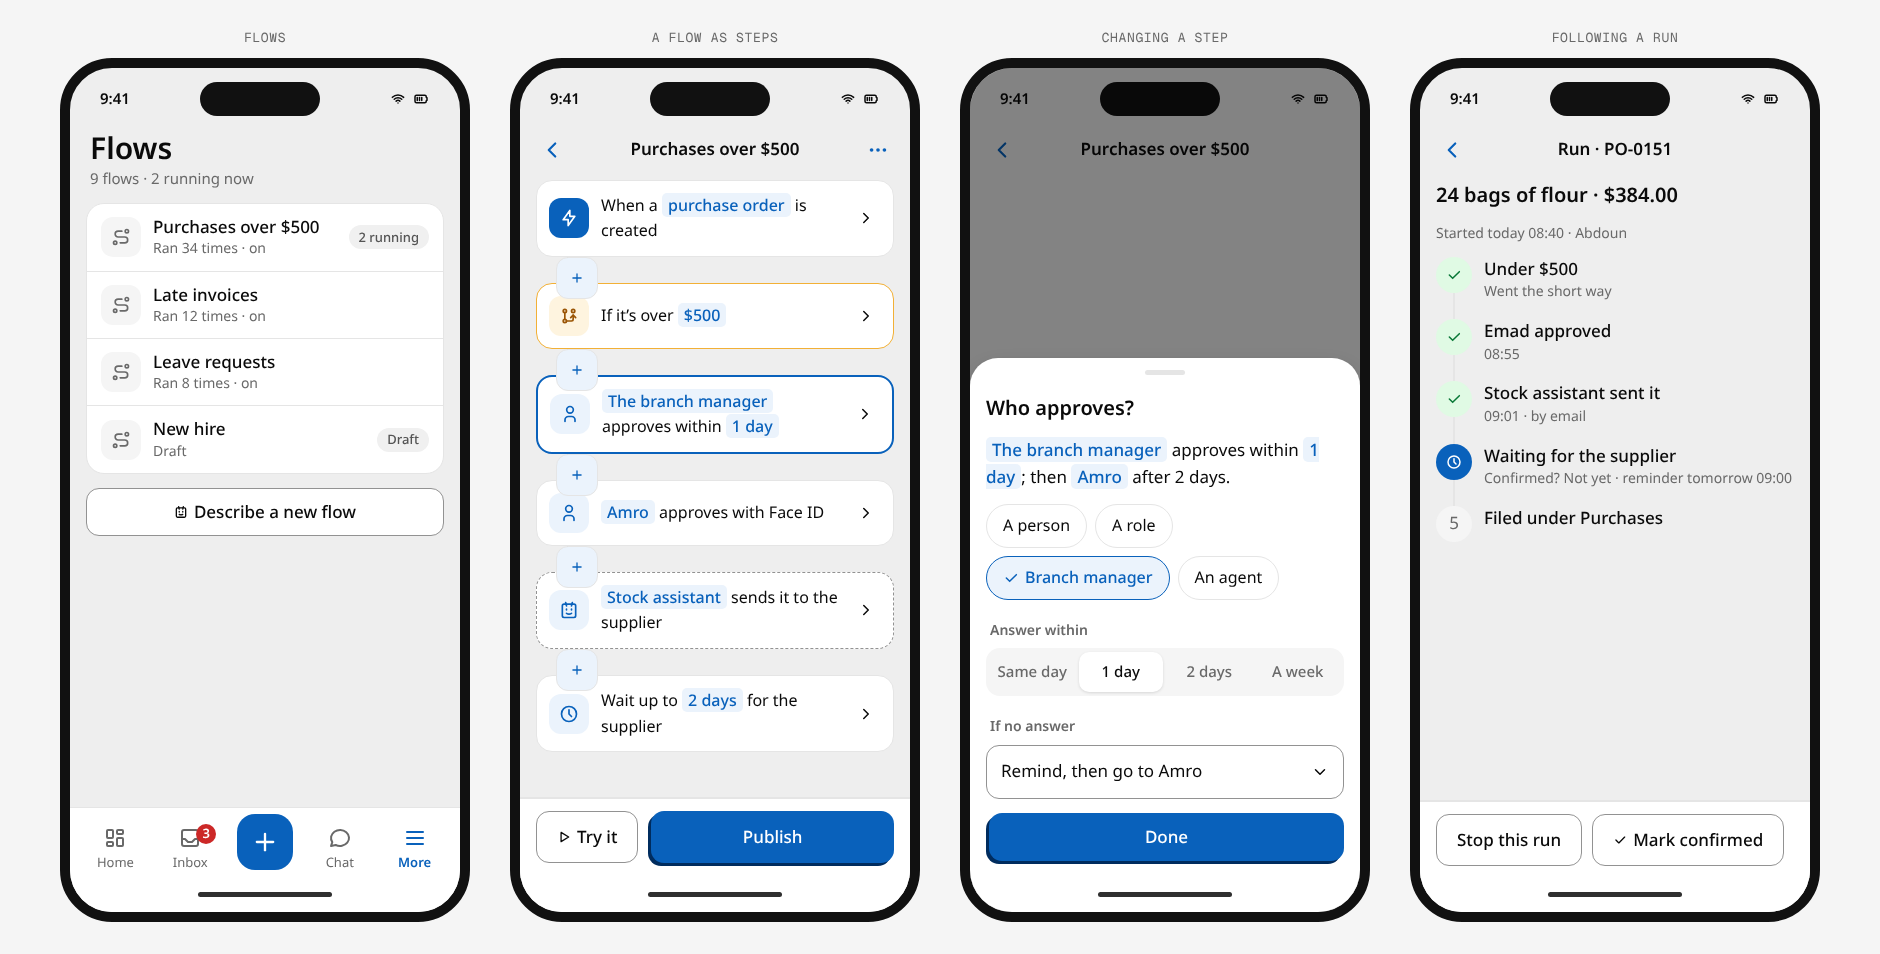 FLOWS
9:41
Flows
9 flows · 2 running now
Purchases over $500
Ran 34 times · on
2 running
Late invoices
Ran 12 times · on
Leave requests
Ran 8 times · on
New hire
Draft
Draft
Describe a new flow
Home
Inbox
3
Chat
More
A FLOW AS STEPS
9:41
Purchases over $500
When a purchase order is
created
If it’s over $500
The branch manager
approves within 1 day
Amro approves with Face ID
Stock assistant sends it to the
supplier
Wait up to 2 days for the
supplier
Try it
Publish
CHANGING A STEP
9:41
Purchases over $500
Who approves?
The branch manager approves within 1
day; then Amro after 2 days.
A person
A role
Branch manager
An agent
Answer within
Same day
1 day
2 days
A week
If no answer
Remind, then go to Amro
Done
FOLLOWING A RUN
9:41
Run · PO-0151
24 bags of flour · $384.00
Started today 08:40 · Abdoun
Under $500
Went the short way
Emad approved
08:55
Stock assistant sent it
09:01 · by email
Waiting for the supplier
Confirmed? Not yet · reminder tomorrow 09:00
5
Filed under Purchases
Stop this run
Mark confirmed